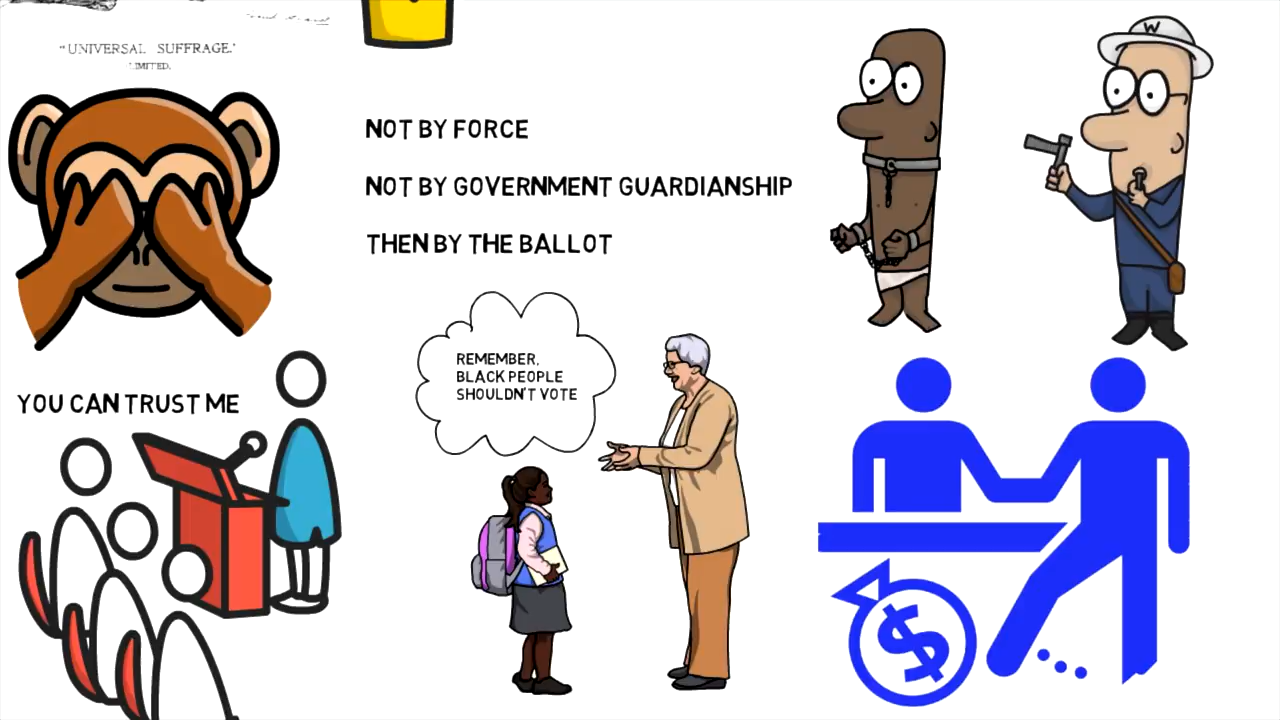 "UNIVERSAL SUFFRAGE."
LIMITED.
NOT BY FORCE
NOT BY GOVERNMENT GUARDIANSHIP
THEN BY THE BALLOT
W
REMEMBER,
BLACK PEOPLE
SHOULDN'T VOTE
YOU CAN TRUST ME
$